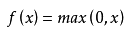 f(x) = max(0, x)